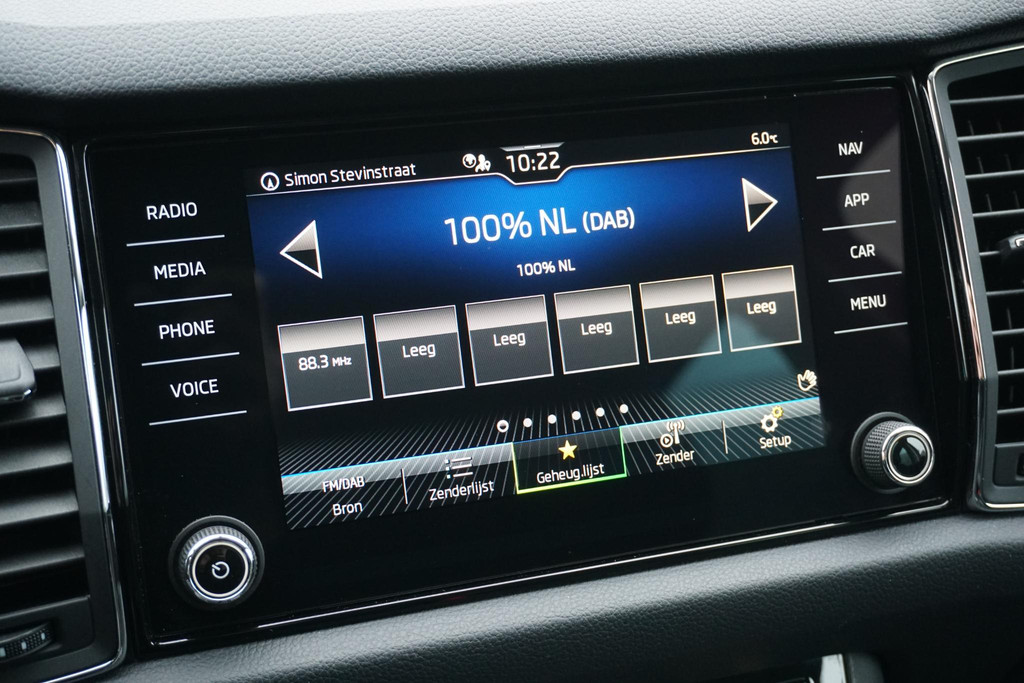 Simon Stevinstraat
10:22
6.0°C
RADIO
MEDIA
PHONE
VOICE
100% NL (DAB)
100% NL
88.3 MHz
Leeg
Leeg
Leeg
Leeg
Leeg
FM/DAB
Bron
Zenderlijst
Geheug.lijst
Zender
Setup
NAV
APP
CAR
MENU